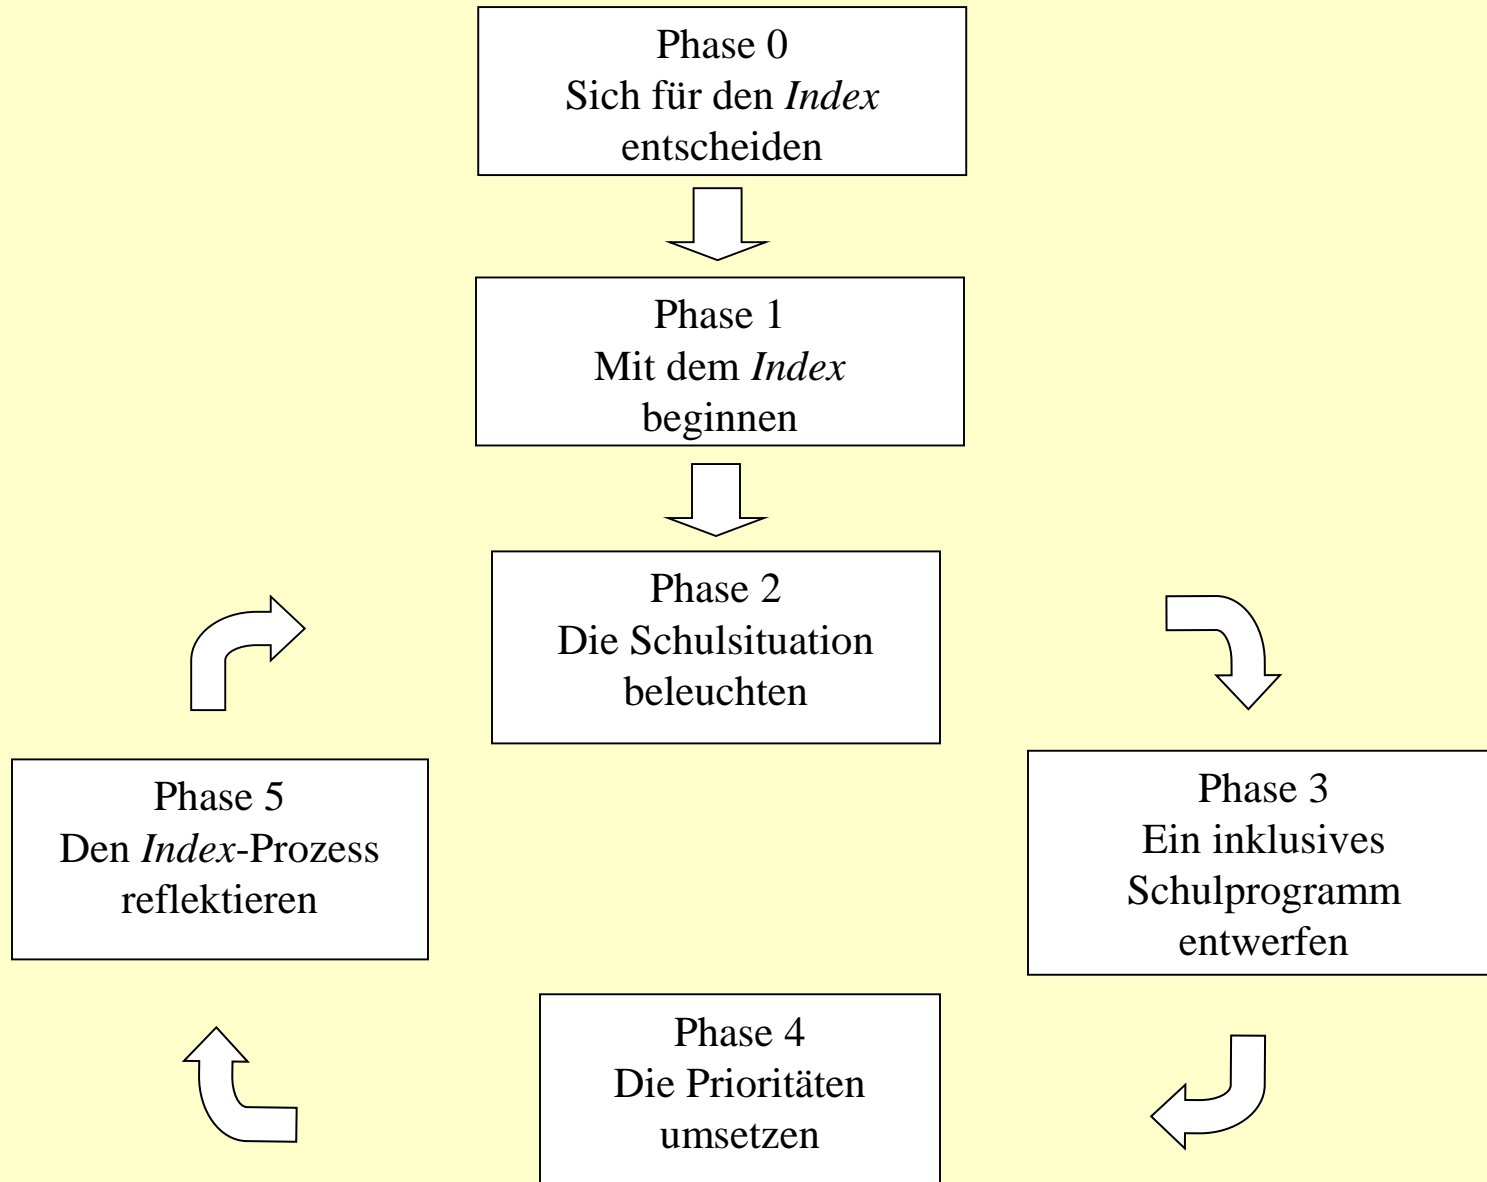 Phase 0
Sich für den Index
entscheiden
Phase 1
Mit dem Index
beginnen
Phase 2
Die Schulsituation
beleuchten
Phase 3
Ein inklusives
Schulprogramm
entwerfen
Phase 4
Die Prioritäten
umsetzen
Phase 5
Den Index-Prozess
reflektieren